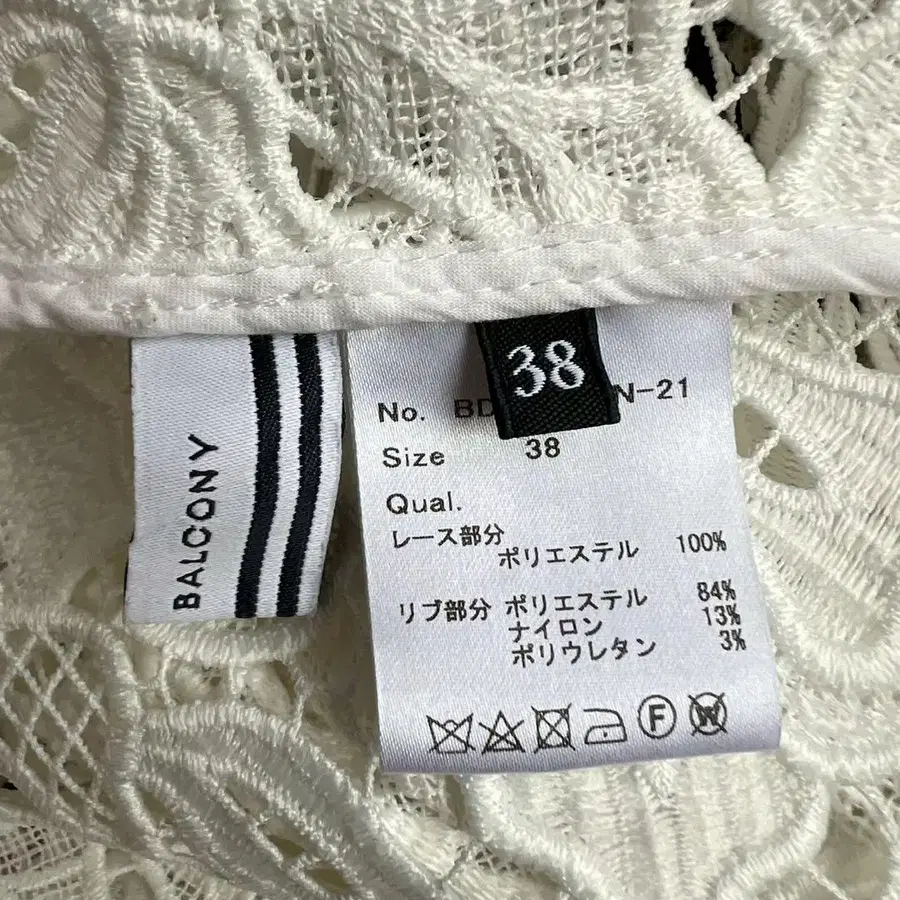 BALCONY
38
No. BD N-21
Size 38
Qual.
レース部分
ポリエステル 100%
リブ部分 ポリエステル 84%
ナイロン 13%
ポリウレタン 3%
F W